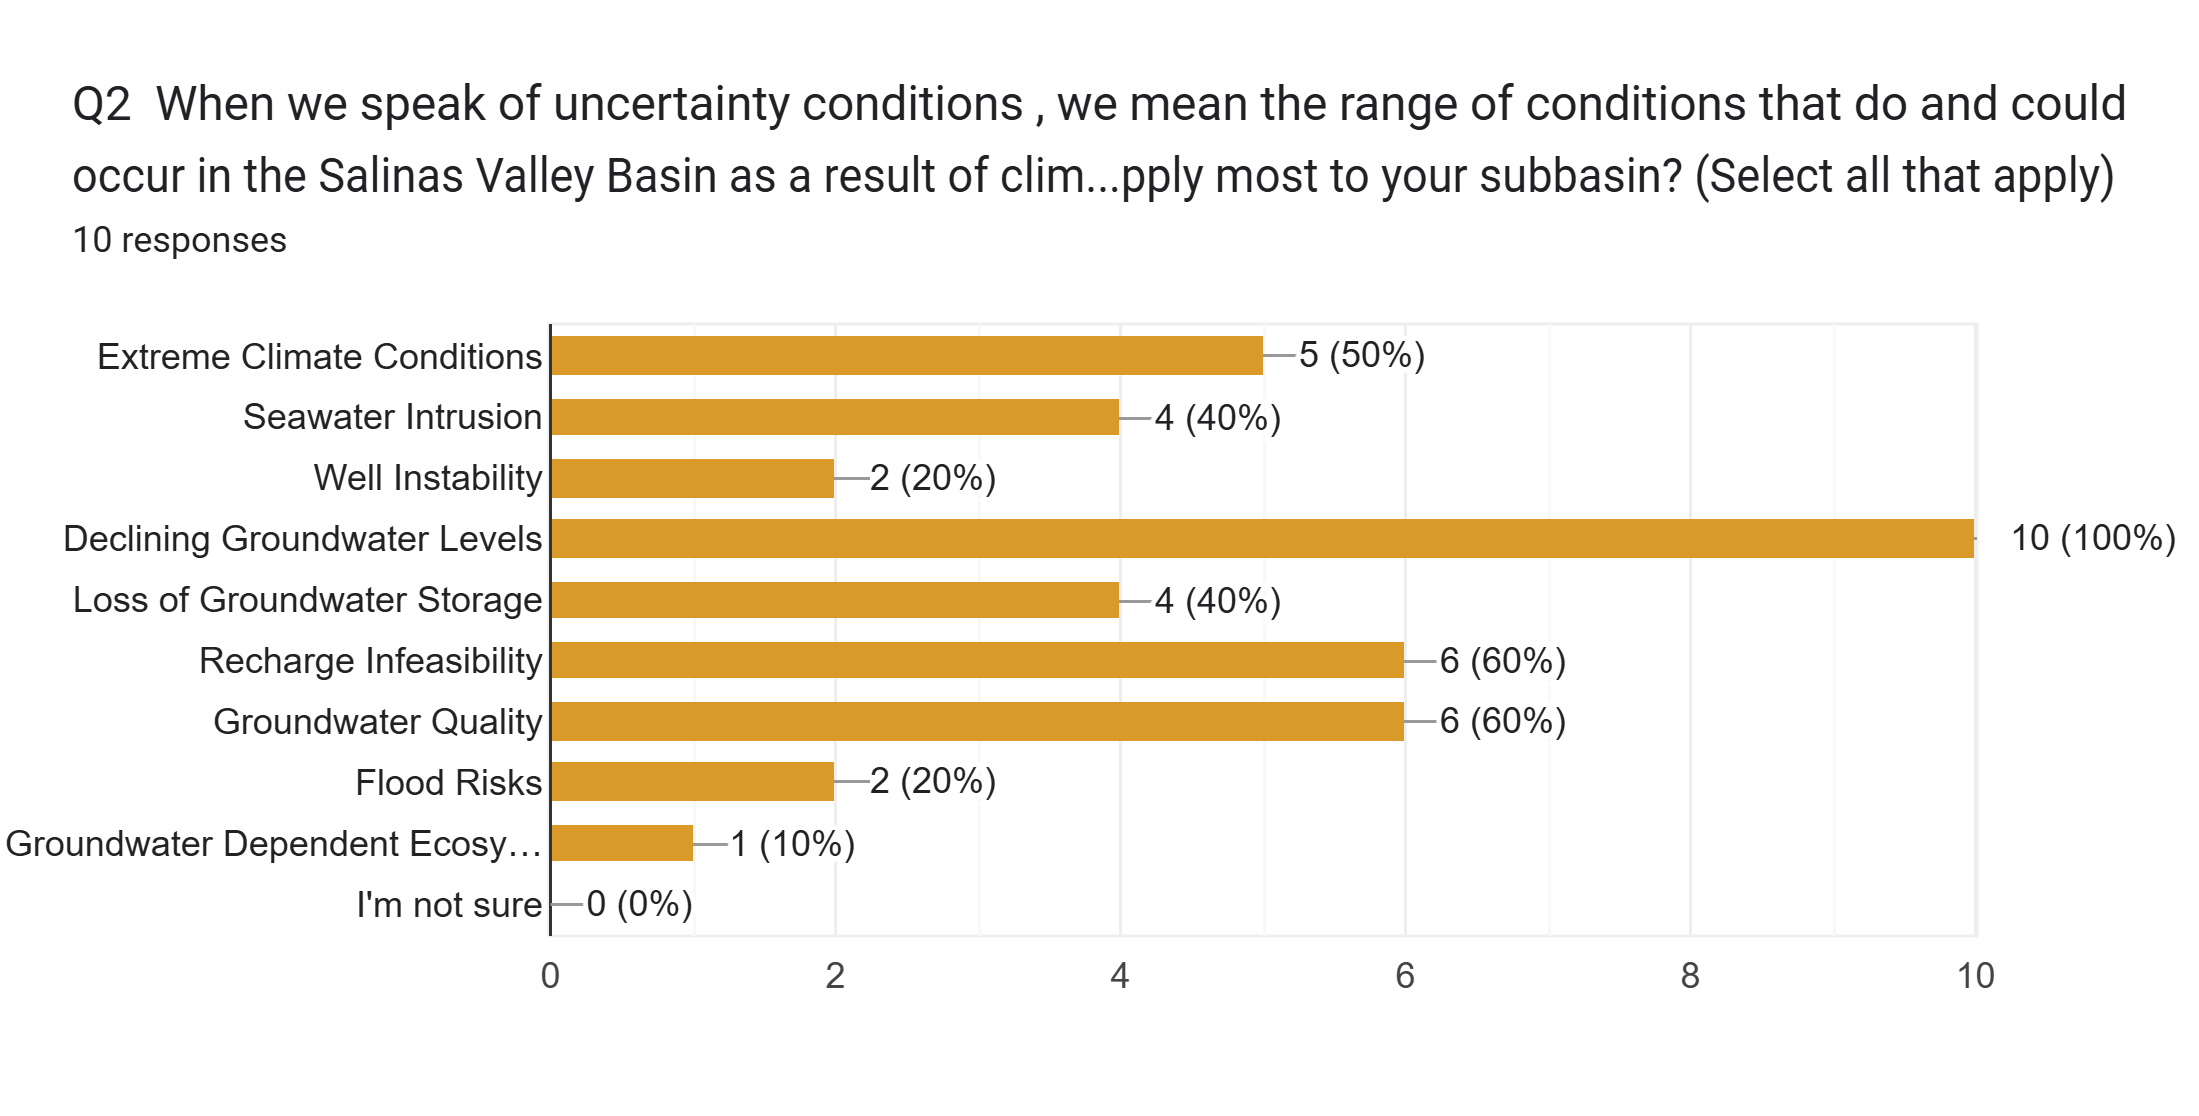 Q2  When we speak of uncertainty conditions , we mean the range of conditions that do and could
occur in the Salinas Valley Basin as a result of clim...pply most to your subbasin? (Select all that apply)
10 responses
Extreme Climate Conditions 5 (50%)
Seawater Intrusion 4 (40%)
Well Instability 2 (20%)
Declining Groundwater Levels 10 (100%)
Loss of Groundwater Storage 4 (40%)
Recharge Infeasibility 6 (60%)
Groundwater Quality 6 (60%)
Flood Risks 2 (20%)
Groundwater Dependent Ecosy… 1 (10%)
I'm not sure 0 (0%)
0 2 4 6 8 10